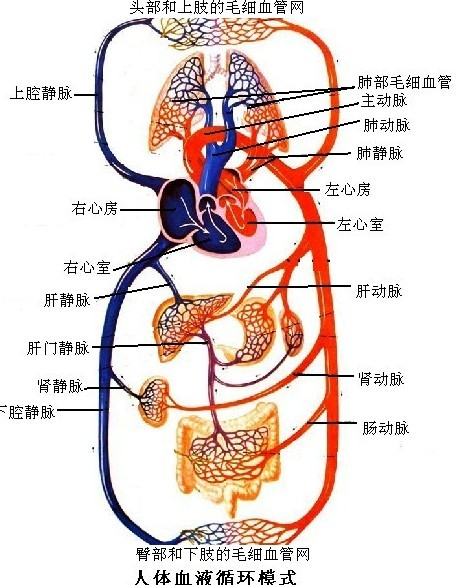 头部和上肢的毛细血管网
上腔静脉
肺部毛细血管
主动脉
肺动脉
肺静脉
左心房
右心房
左心室
右心室
肝静脉
肝动脉
肝门静脉
肾静脉
肾动脉
下腔静脉
肠动脉
臀部和下肢的毛细血管网
人体血液循环模式